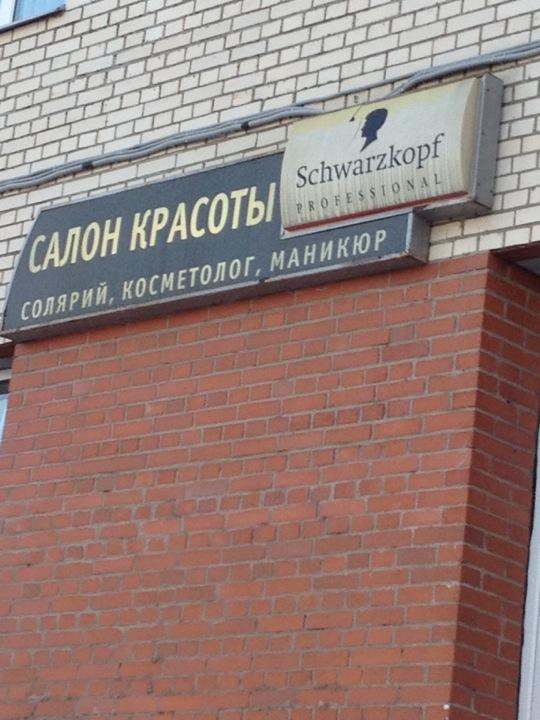 САЛОН КРАСОТЫ
СОЛЯРИЙ, КОСМЕТОЛОГ, МАНИКЮР
Schwarzkopf
PROFESSIONAL